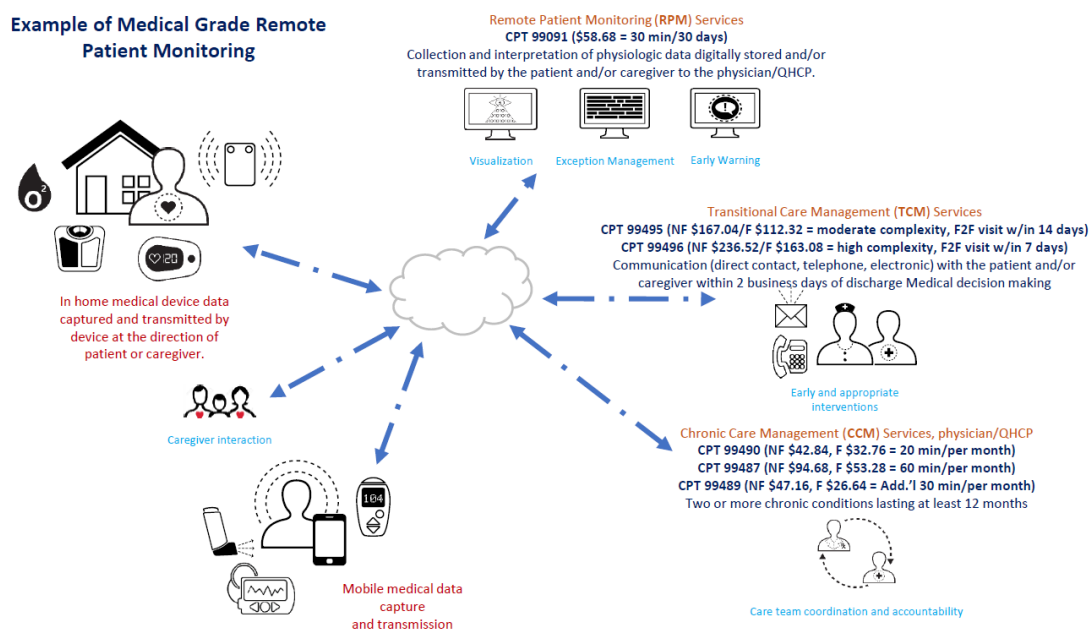 Example of Medical Grade Remote
Patient Monitoring
Remote Patient Monitoring (RPM) Services
CPT 99091 ($58.68 = 30 min/30 days)
Collection and interpretation of physiologic data digitally stored and/or
transmitted by the patient and/or caregiver to the physician/QHCP.
Visualization
Exception Management
Early Warning
O2
120
In home medical device data
captured and transmitted by
device at the direction of
patient or caregiver.
Transitional Care Management (TCM) Services
CPT 99495 (NF $167.04/F $112.32 = moderate complexity, F2F visit w/in 14 days)
CPT 99496 (NF $236.52/F $163.08 = high complexity, F2F visit w/in 7 days)
Communication (direct contact, telephone, electronic) with the patient and/or
caregiver within 2 business days of discharge Medical decision making
Early and appropriate
interventions
Caregiver interaction
Chronic Care Management (CCM) Services, physician/QHCP
CPT 99490 (NF $42.84, F $32.76 = 20 min/per month)
CPT 99487 (NF $94.68, F $53.28 = 60 min/per month)
CPT 99489 (NF $47.16, F $26.64 = Add.'l 30 min/per month)
Two or more chronic conditions lasting at least 12 months
104
Mobile medical data
capture
and transmission
Care team coordination and accountability